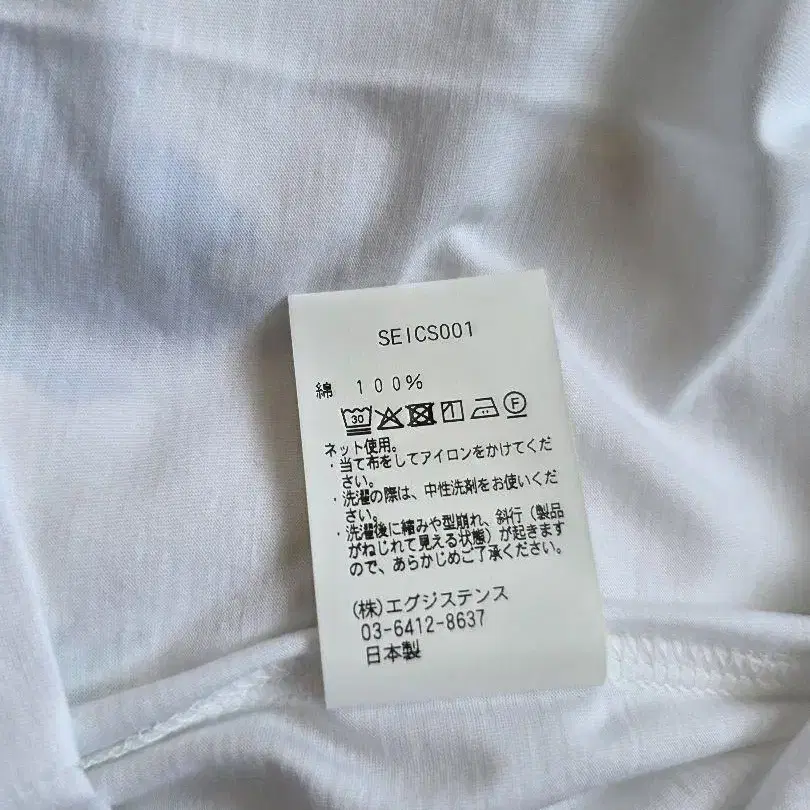 SEICS001
綿 100%
30 F
ネット使用。
・当て布をしてアイロンをかけてくだ
さい。
・洗濯の際は、中性洗剤をお使いくだ
さい。
・洗濯後に縮みや型崩れ、斜行(製品
がねじれて見える状態)が起きます
ので、あらかじめご了承ください。
(株)エグジステンス
03-6412-8637
日本製